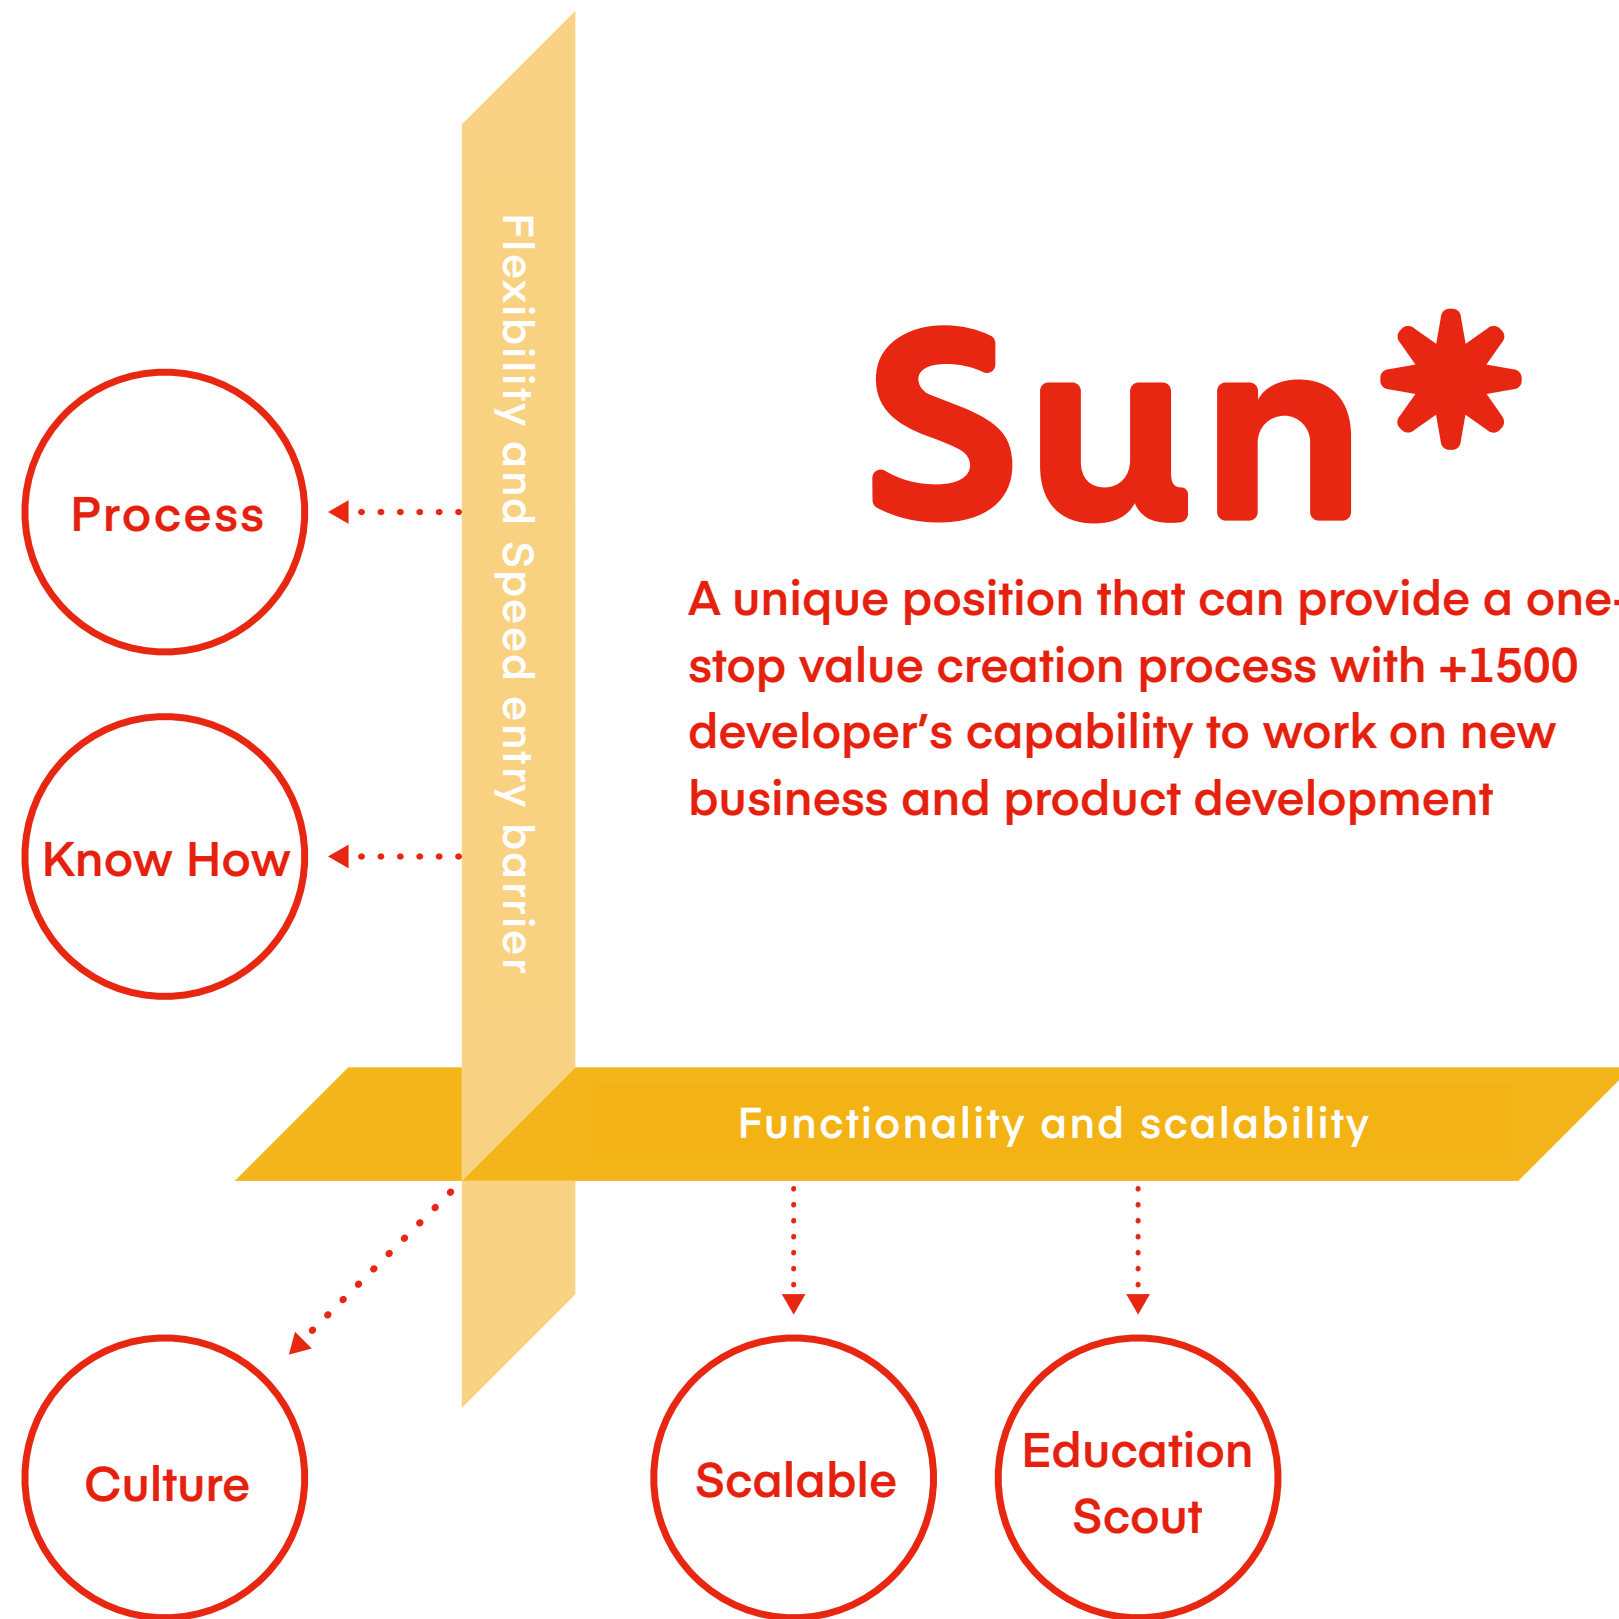 Flexibility and Speed entry barrier
Sun*
A unique position that can provide a one-
stop value creation process with +1500
developer’s capability to work on new
business and product development
Process
Know How
Functionality and scalability
Culture
Scalable
Education
Scout